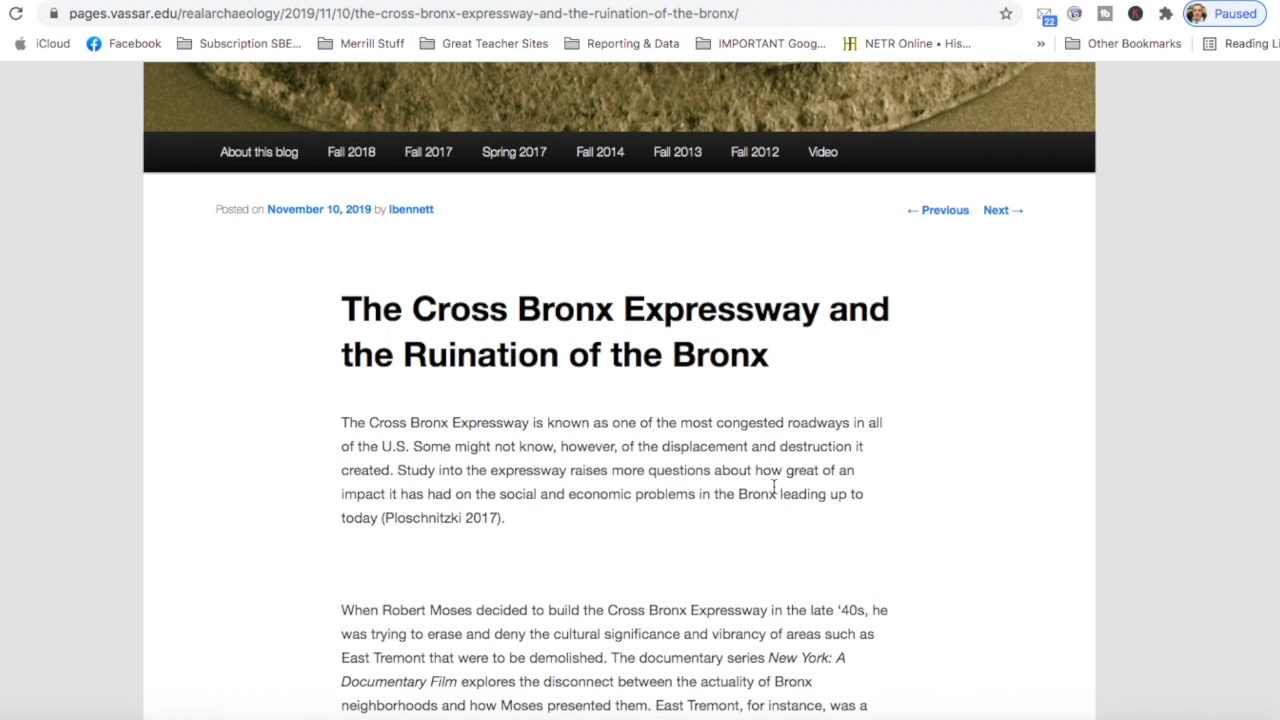 pages.vassar.edu/realarchaeology/2019/11/10/the-cross-bronx-expressway-and-the-ruination-of-the-bronx/
22
Paused
iCloud Facebook Subscription SBE... Merrill Stuff Great Teacher Sites Reporting & Data IMPORTANT Goog... NETR Online • His... » Other Bookmarks Reading Li
About this blog Fall 2018 Fall 2017 Spring 2017 Fall 2014 Fall 2013 Fall 2012 Video
Posted on November 10, 2019 by lbennett
← Previous Next →
The Cross Bronx Expressway and
the Ruination of the Bronx
The Cross Bronx Expressway is known as one of the most congested roadways in all
of the U.S. Some might not know, however, of the displacement and destruction it
created. Study into the expressway raises more questions about how great of an
impact it has had on the social and economic problems in the Bronx leading up to
today (Ploschnitzki 2017).
When Robert Moses decided to build the Cross Bronx Expressway in the late ‘40s, he
was trying to erase and deny the cultural significance and vibrancy of areas such as
East Tremont that were to be demolished. The documentary series New York: A
Documentary Film explores the disconnect between the actuality of Bronx
neighborhoods and how Moses presented them. East Tremont, for instance, was a